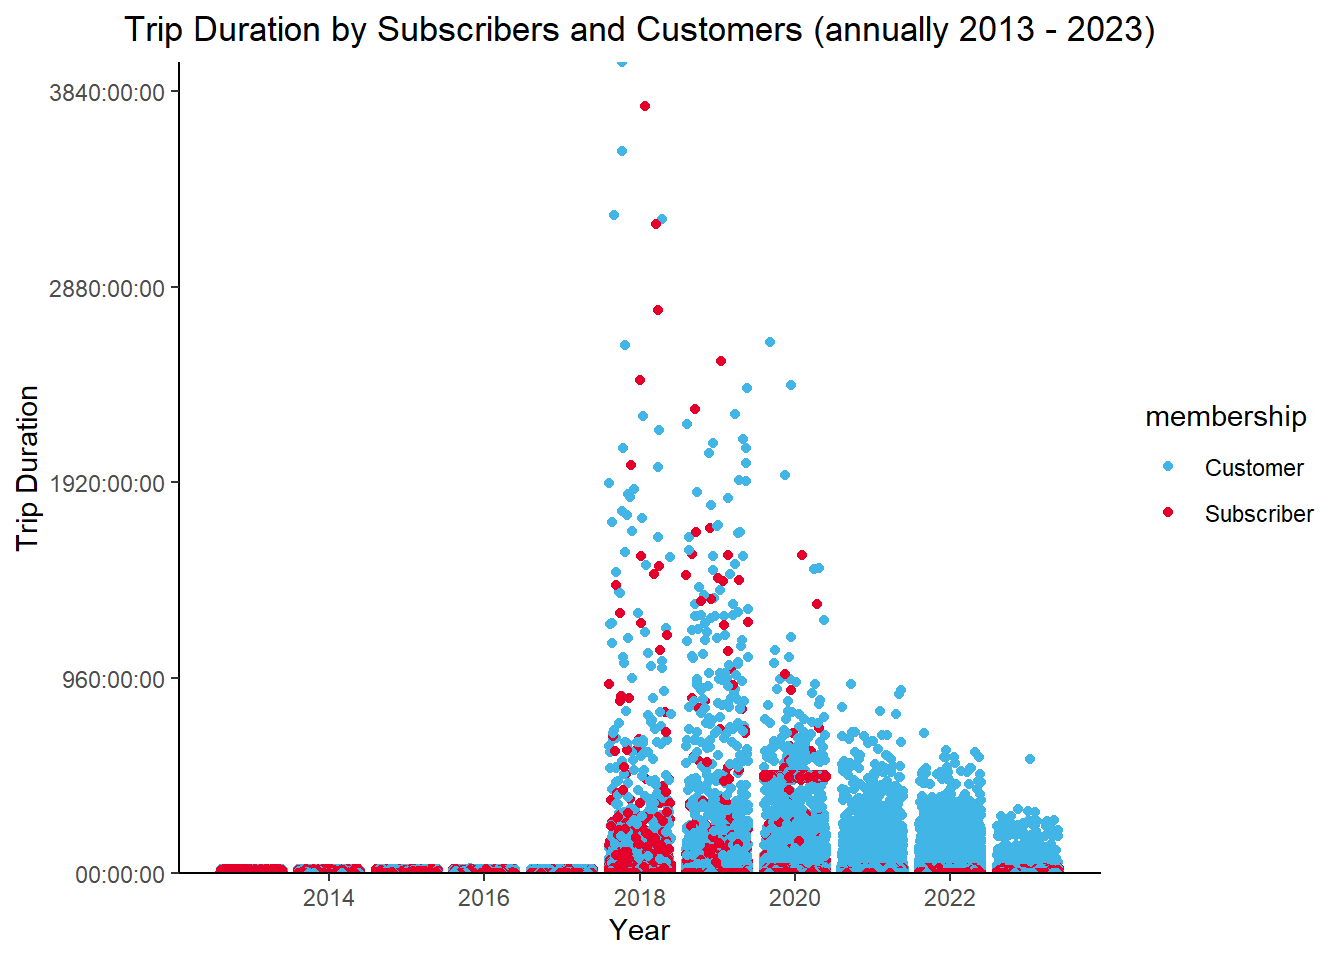 Trip Duration by Subscribers and Customers (annually 2013 - 2023)
3840:00:00
2880:00:00
1920:00:00
960:00:00
00:00:00
Trip Duration
2014
2016
2018
2020
2022
Year
membership
Customer
Subscriber